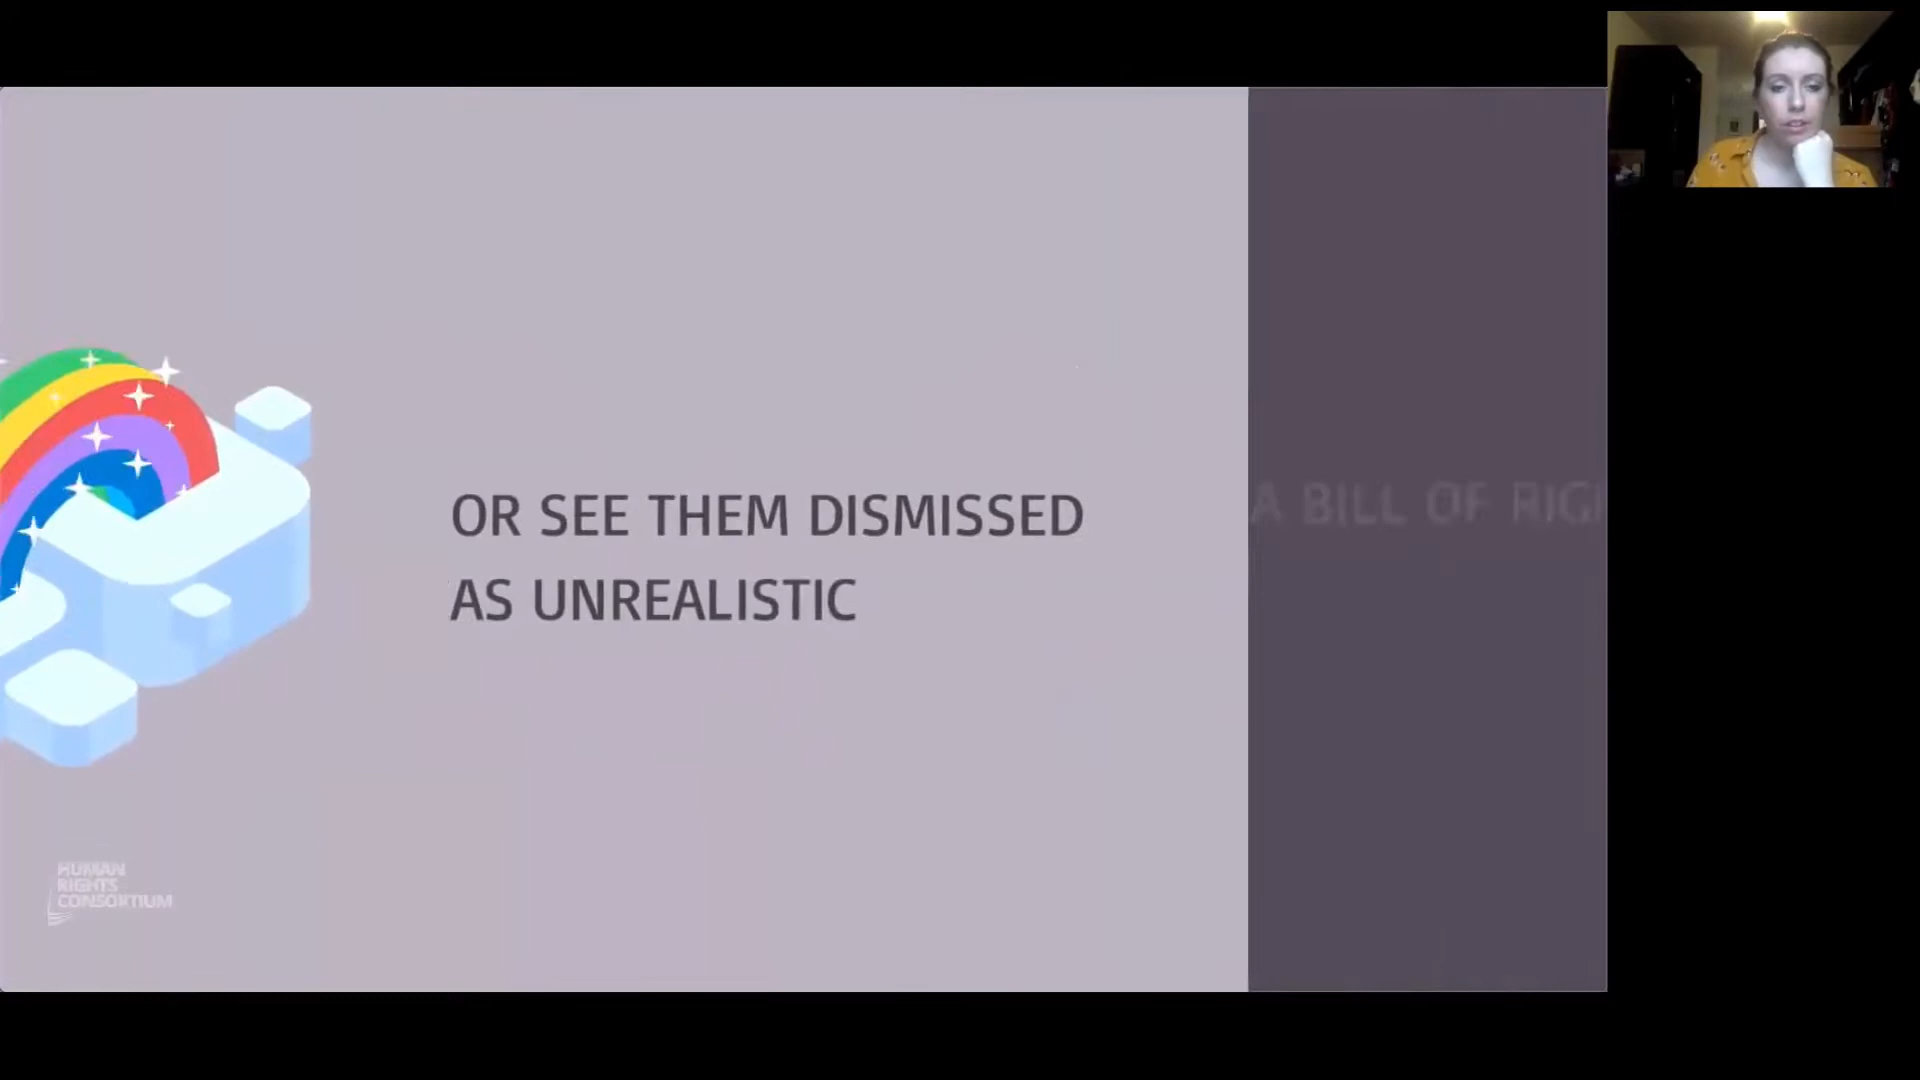 OR SEE THEM DISMISSED
AS UNREALISTIC
A BILL OF
HUMAN
RIGHTS
CONSORTIUM